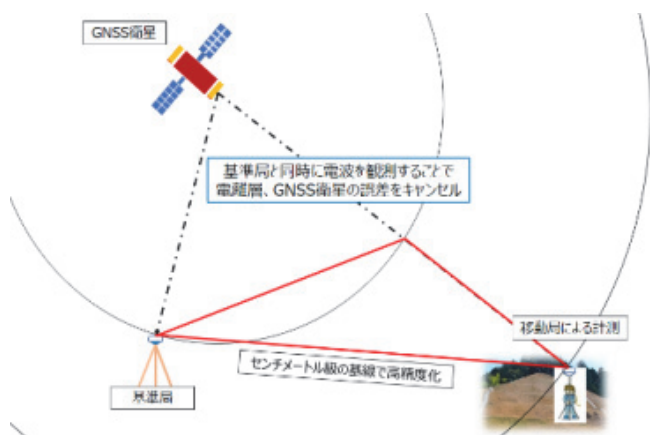 GNSS衛星
基準局と同時に電波を観測することで
電離層、GNSS衛星の誤差をキャンセル
移動局による計測
センチメートル級の基線で高精度化
基準局